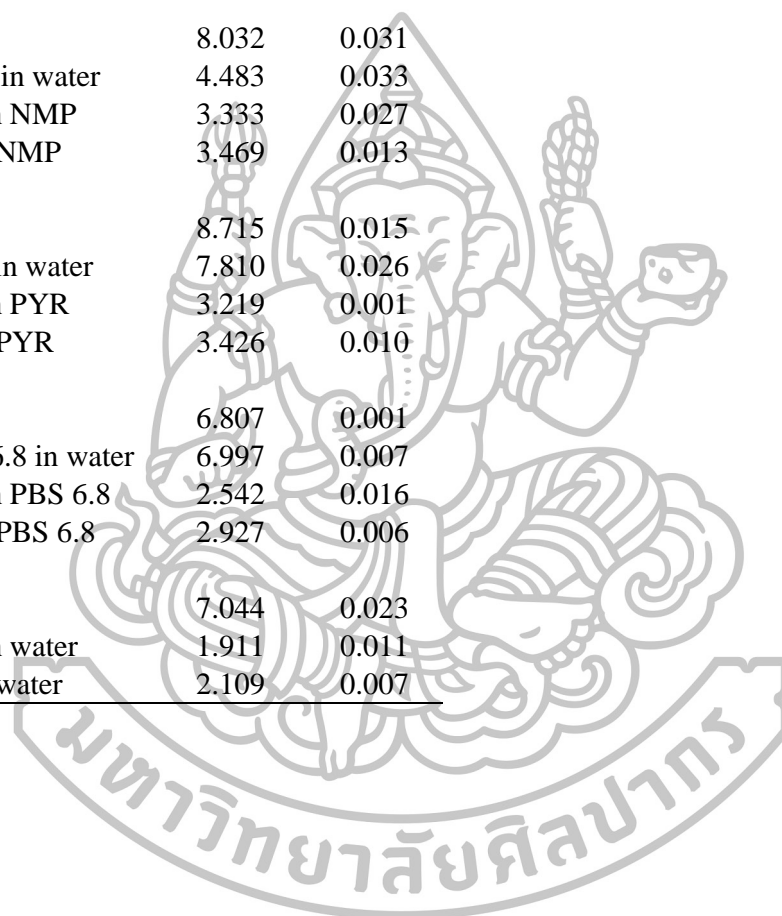 8.032 0.031
in water 4.483 0.033
NMP 3.333 0.027
NMP 3.469 0.013
8.715 0.015
in water 7.810 0.026
PYR 3.219 0.001
PYR 3.426 0.010
6.807 0.001
6.8 in water 6.997 0.007
PBS 6.8 2.542 0.016
PBS 6.8 2.927 0.006
7.044 0.023
water 1.911 0.011
water 2.109 0.007
มหาวิทยาลัยศิลปากร